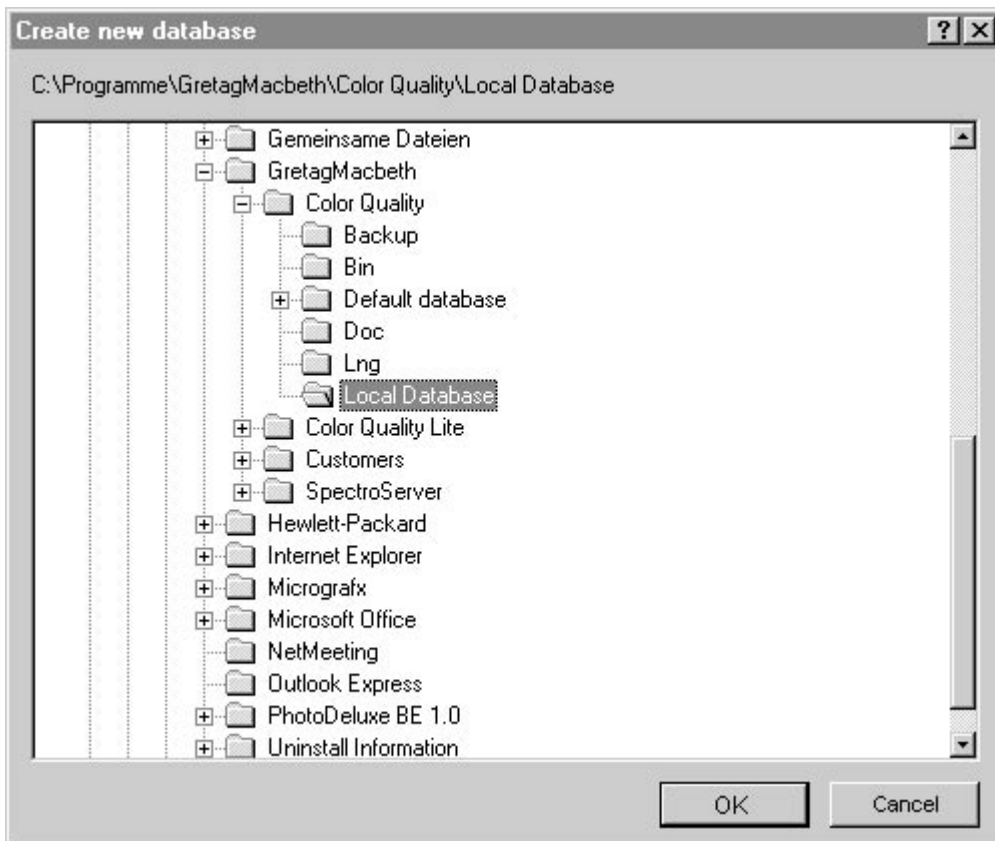 Create new database
C:\Programme\GretagMacbeth\Color Quality\Local Database
Gemeinsame Dateien
GretagMacbeth
Color Quality
Backup
Bin
Default database
Doc
Lng
Local Database
Color Quality Lite
Customers
SpectroServer
Hewlett-Packard
Internet Explorer
Micrografx
Microsoft Office
NetMeeting
Outlook Express
PhotoDeluxe BE 1.0
Uninstall Information
OK Cancel